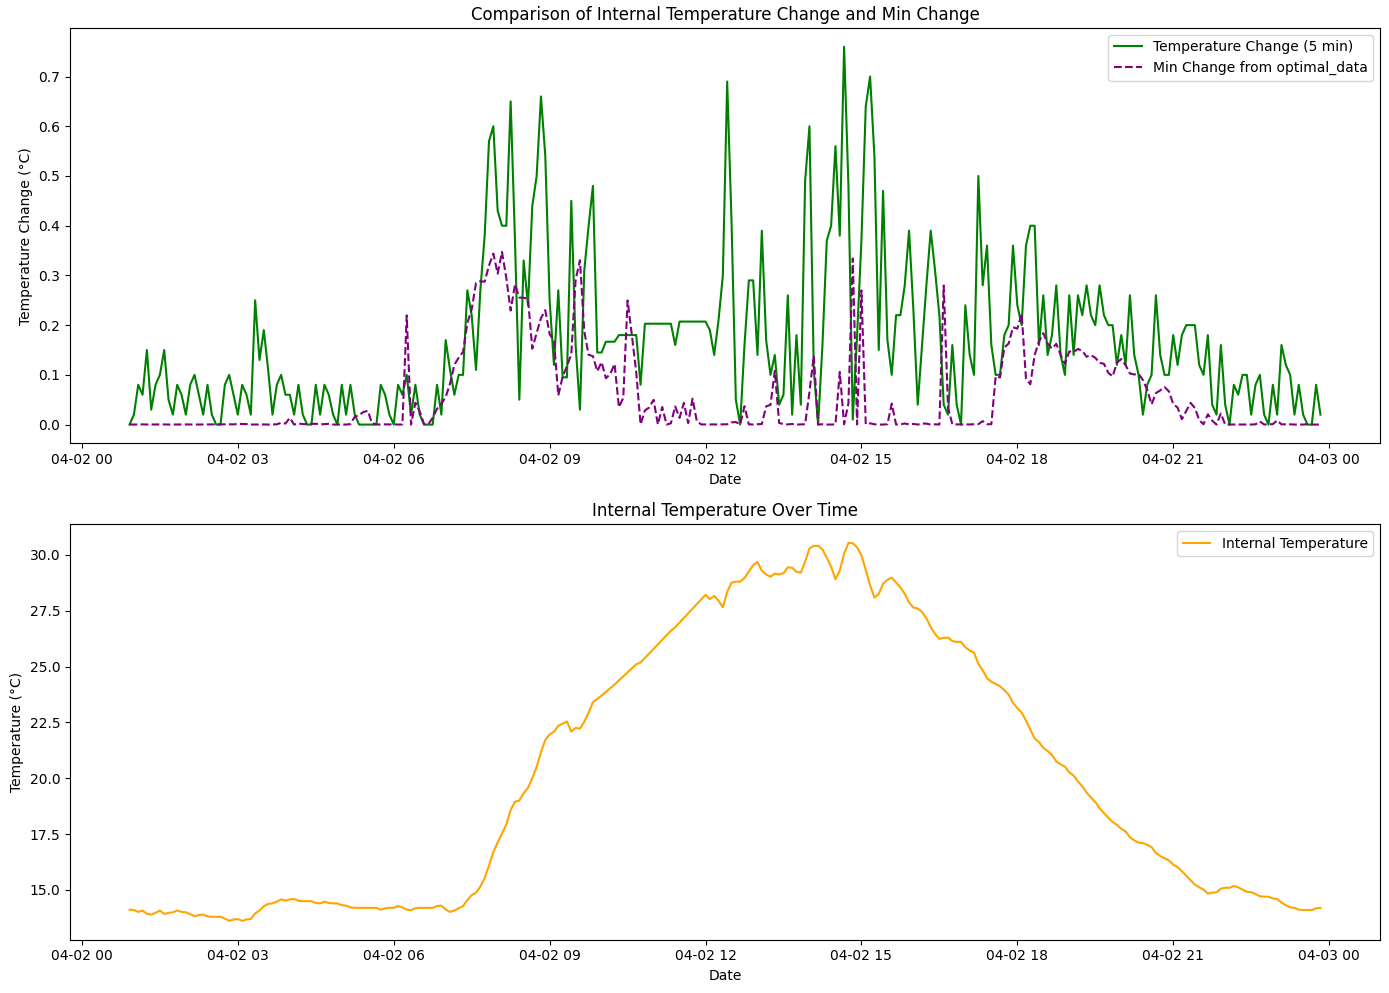 Comparison of Internal Temperature Change and Min Change
Temperature Change (5 min)
Min Change from optimal_data
Temperature Change (°C)
0.7
0.6
0.5
0.4
0.3
0.2
0.1
0.0
04-02 00 04-02 03 04-02 06 04-02 09 04-02 12 04-02 15 04-02 18 04-02 21 04-03 00
Date
Internal Temperature Over Time
Internal Temperature
Temperature (°C)
30.0
27.5
25.0
22.5
20.0
17.5
15.0
04-02 00 04-02 03 04-02 06 04-02 09 04-02 12 04-02 15 04-02 18 04-02 21 04-03 00
Date